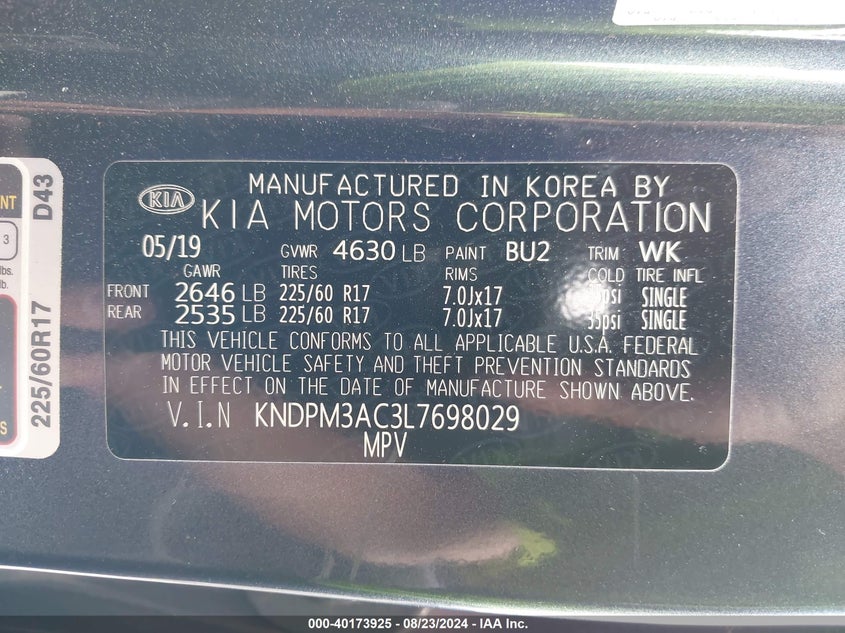 KIA
MANUFACTURED IN KOREA BY
KIA MOTORS CORPORATION
05/19 GVWR 4630 LB PAINT BU2 TRIM WK
GAWR TIRES RIMS COLD TIRE INFL
FRONT 2646 LB 225/60 R17 7.0Jx17 SINGLE
REAR 2535 LB 225/60 R17 7.0Jx17 35psi SINGLE
THIS VEHICLE CONFORMS TO ALL APPLICABLE U.S.A. FEDERAL
MOTOR VEHICLE SAFETY AND THEFT PREVENTION STANDARDS
IN EFFECT ON THE DATE OF MANUFACTURE SHOWN ABOVE.
V.I.N KNDPM3AC3L7698029
MPV
225/60R17 D43
3
lbs.
000-40173925 - 08/23/2024 - IAA Inc.